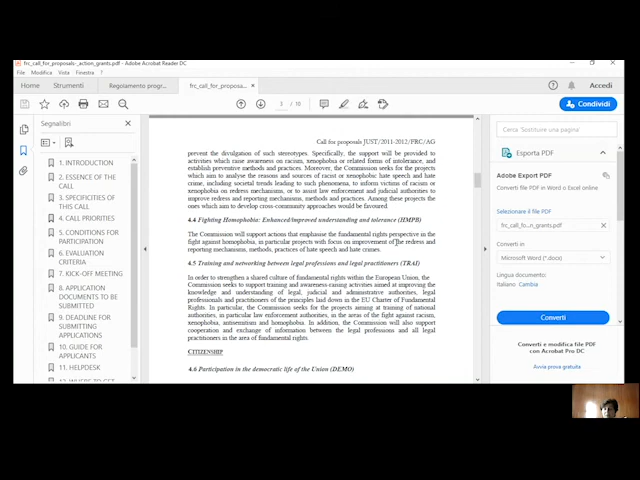 frc_call_for_proposals-_action_grants.pdf - Adobe Acrobat Reader DC
File Modifica Vista Finestra ?
Home Strumenti Regolamento progr... frc_call_for_proposa... × Accedi
3 / 18 Condividi
Segnalibri ×
1. INTRODUCTION
2. ESSENCE OF THE
CALL
3. SPECIFICITIES OF
THIS CALL
4. CALL PRIORITIES
5. CONDITIONS FOR
PARTICIPATION
6. EVALUATION
CRITERIA
7. KICK-OFF MEETING
8. APPLICATION
DOCUMENTS TO BE
SUBMITTED
9. DEADLINE FOR
SUBMITTING
APPLICATIONS
10. GUIDE FOR
APPLICANTS
11. HELPDESK
Call for proposals JUST/2011-2012/FRC/AG
prevent the divulgation of such stereotypes. Specifically, the support will be provided to
activities which raise awareness on racism, xenophobia or related forms of intolerance, and
establish preventive methods and practices. Moreover, the Commission seeks for the projects
which aim to analyse the reasons and sources of racist or xenophobic hate speech and hate
crime, including societal trends leading to such phenomena, to inform victims of racism or
xenophobia on redress mechanisms, or to assist law enforcement and judicial authorities to
improve redress and reporting mechanisms, methods and practices. Among these projects the
ones which aim to develop cross-community approaches would be favoured.
4.4 Fighting Homophobia: Enhanced/improved understanding and tolerance (HMPB)
The Commission will support actions that emphasise the fundamental rights perspective in the
fight against homophobia, in particular projects with focus on improvement of the redress and
reporting mechanisms, methods, practices of hate speech and hate crimes.
4.5 Training and networking between legal professions and legal practitioners (TRAI)
In order to strengthen a shared culture of fundamental rights within the European Union, the
Commission seeks to support training and awareness-raising activities aimed at improving the
knowledge and understanding of legal, judicial and administrative authorities, legal
professionals and practitioners of the principles laid down in the EU Charter of Fundamental
Rights. In particular, the Commission seeks for the projects aiming at training of national
authorities, in particular law enforcement authorities, in the areas of the fight against racism,
xenophobia, antisemitism and homophobia. In addition, the Commission will also support
cooperation and exchange of information between the legal professions and all legal
practitioners in the area of fundamental rights.
CITIZENSHIP
4.6 Participation in the democratic life of the Union (DEMO)
Cerca: 'Sostituire una pagina'
Esporta PDF
Adobe Export PDF
Converti file PDF in Word o Excel online
Selezionare il file PDF
frc_call_fo...n_grants.pdf ×
Converti in
Microsoft Word (*.docx)
Lingua documento:
Italiano Cambia
Converti
Converti e modifica file PDF
con Acrobat Pro DC
Avvia prova gratuita